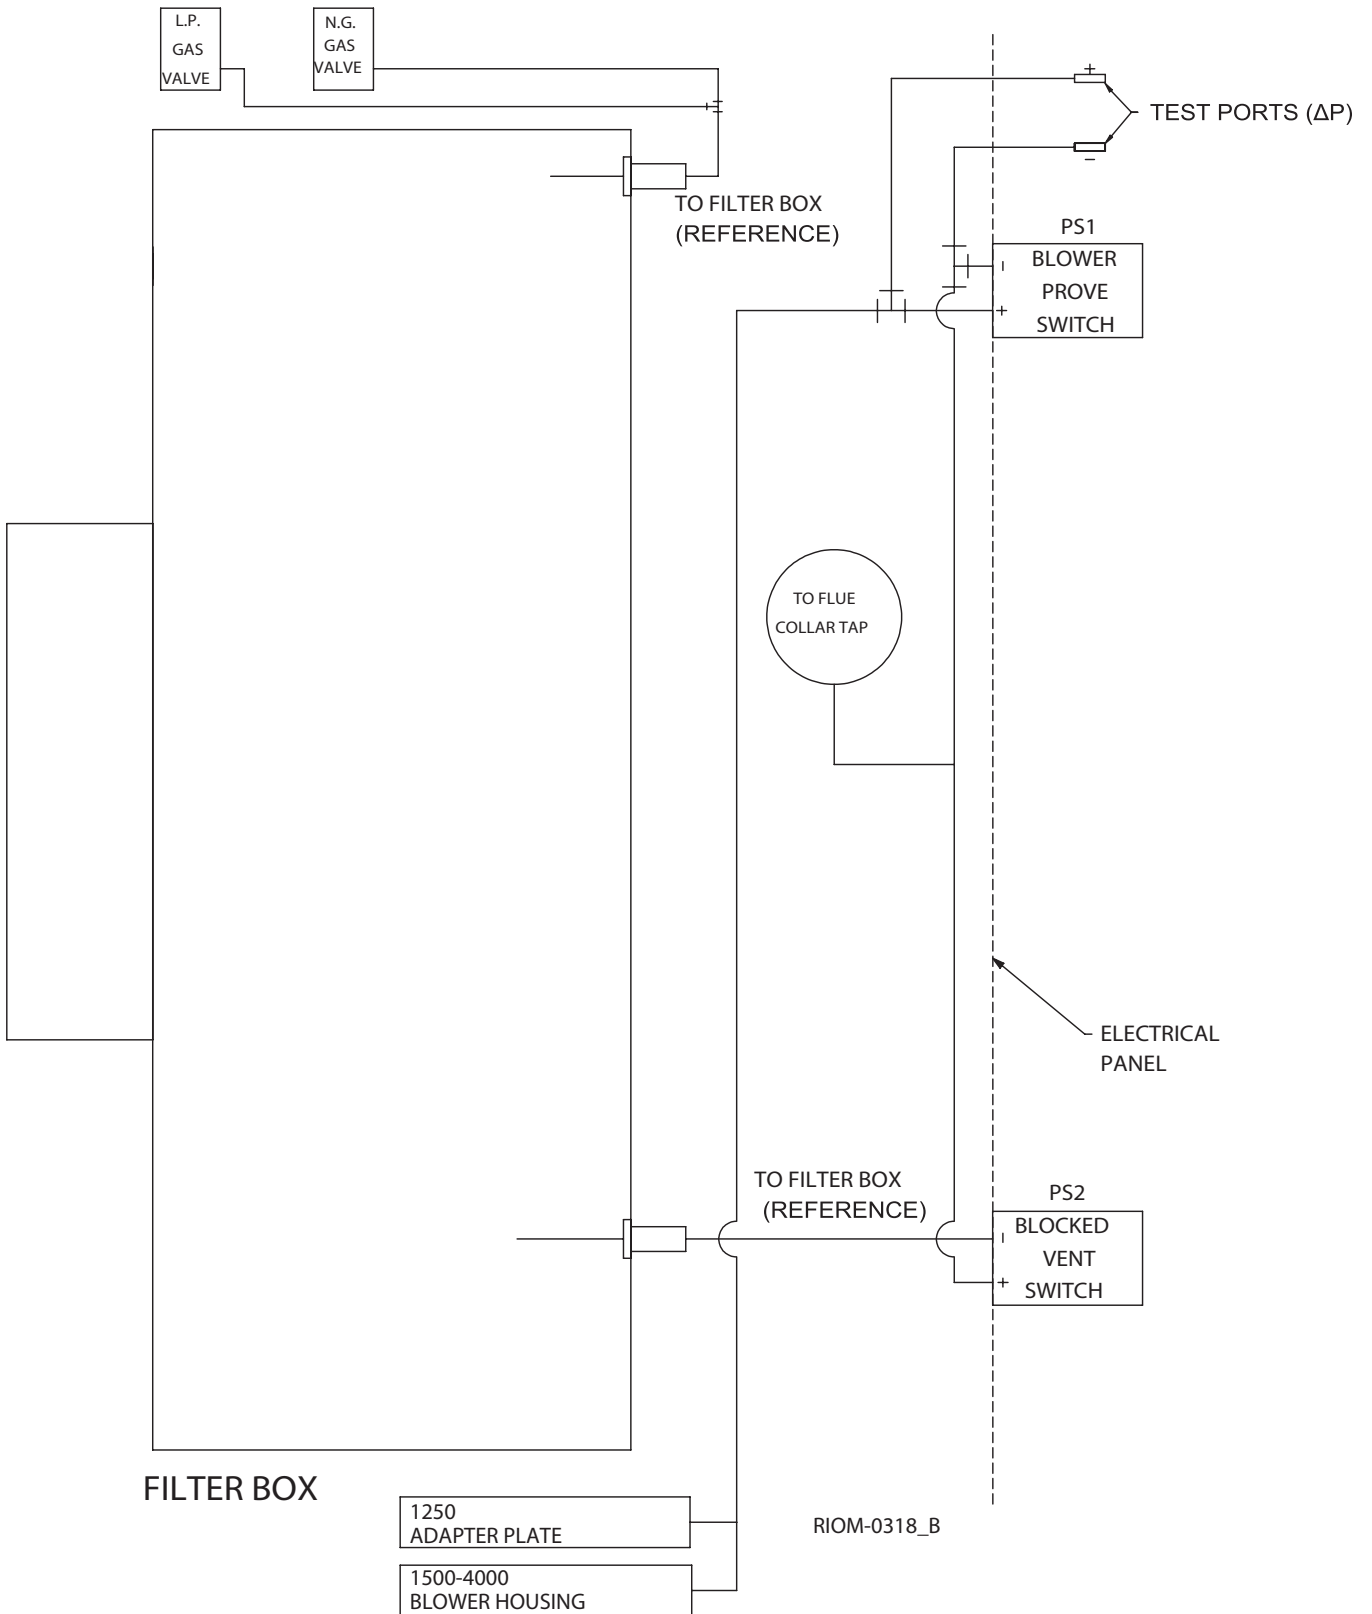 L.P.
GAS
VALVE
N.G.
GAS
VALVE
+
TEST PORTS (ΔP)
−
TO FILTER BOX
(REFERENCE)
PS1
− BLOWER
PROVE
+ SWITCH
TO FLUE
COLLAR TAP
ELECTRICAL
PANEL
TO FILTER BOX
(REFERENCE)
PS2
− BLOCKED
VENT
+ SWITCH
FILTER BOX
1250
ADAPTER PLATE
RIOM-0318_B
1500-4000
BLOWER HOUSING